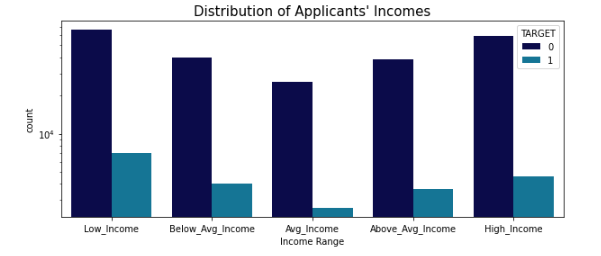 Distribution of Applicants' Incomes
TARGET
0
1
count
10⁴
Low_Income Below_Avg_Income Avg_Income Above_Avg_Income High_Income
Income Range